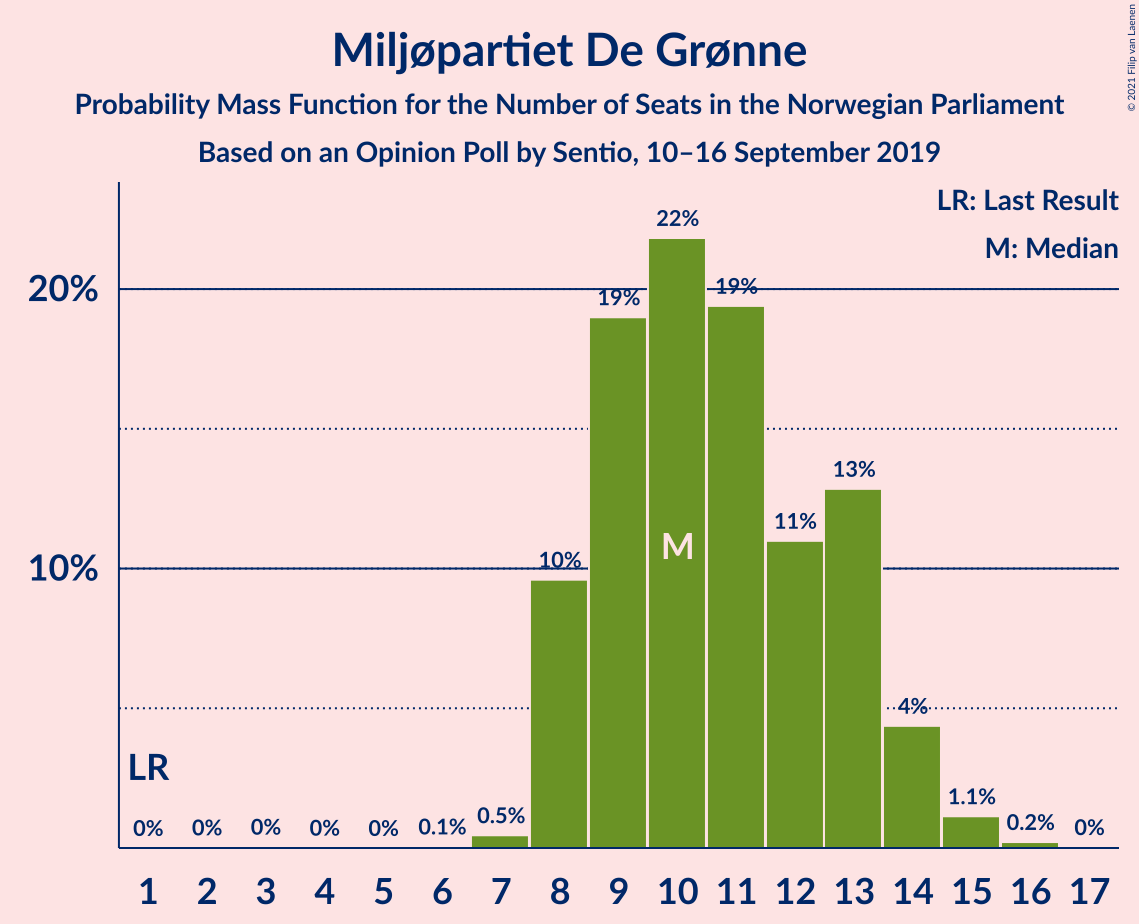 Miljøpartiet De Grønne
Probability Mass Function for the Number of Seats in the Norwegian Parliament
Based on an Opinion Poll by Sentio, 10–16 September 2019
© 2021 Filip van Laenen
LR: Last Result
M: Median
22%
20%
19%
19%
13%
11%
M
10%
10%
4%
LR
1.1%
0% 0% 0% 0% 0% 0.1% 0.5% 0.2% 0%
1 2 3 4 5 6 7 8 9 10 11 12 13 14 15 16 17